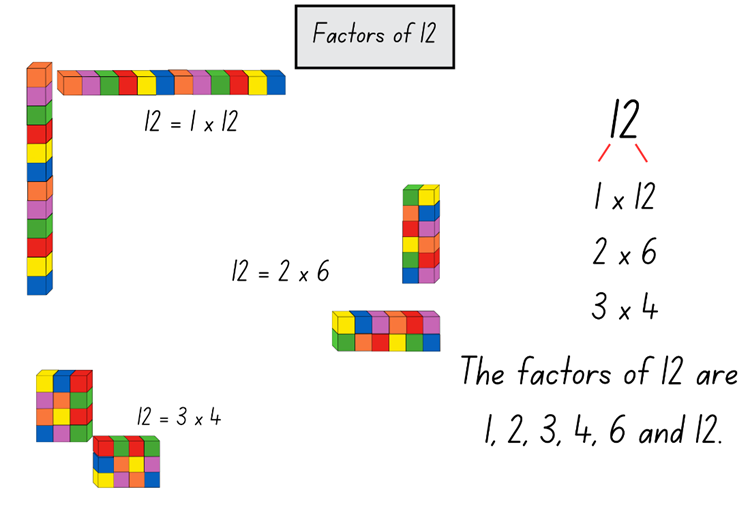 Factors of 12
12 = 1 x 12
12 = 2 x 6
12 = 3 x 4
12
1 x 12
2 x 6
3 x 4
The factors of 12 are
1, 2, 3, 4, 6 and 12.